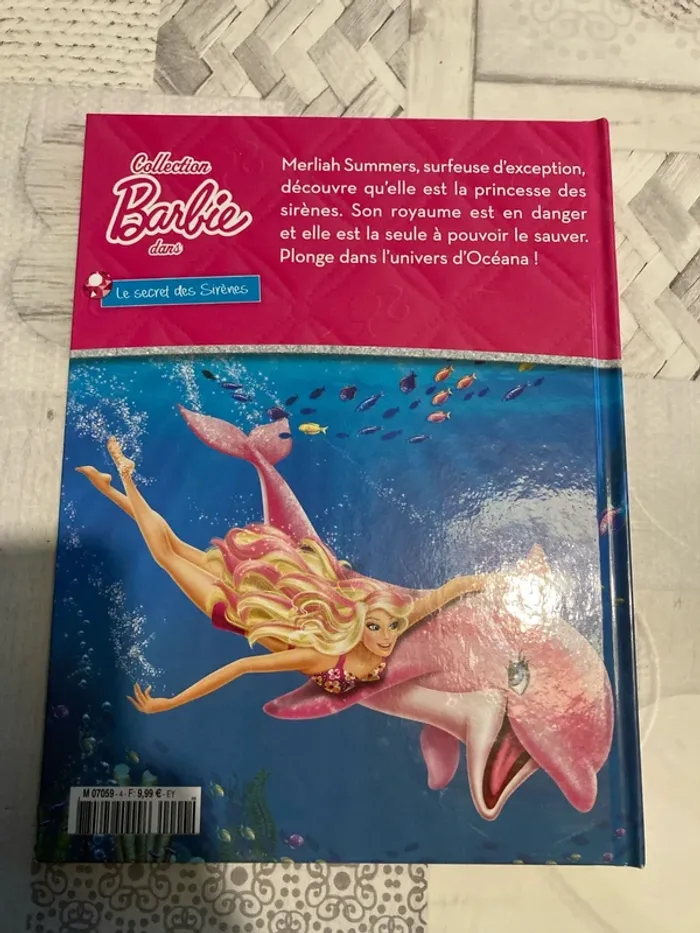 Collection
Barbie
dans
Le secret des Sirènes
Merliah Summers, surfeuse d'exception,
découvre qu'elle est la princesse des
sirènes. Son royaume est en danger
et elle est la seule à pouvoir le sauver.
Plonge dans l'univers d'Océana !
M 07059 - 4 - F: 9,99 € - EY